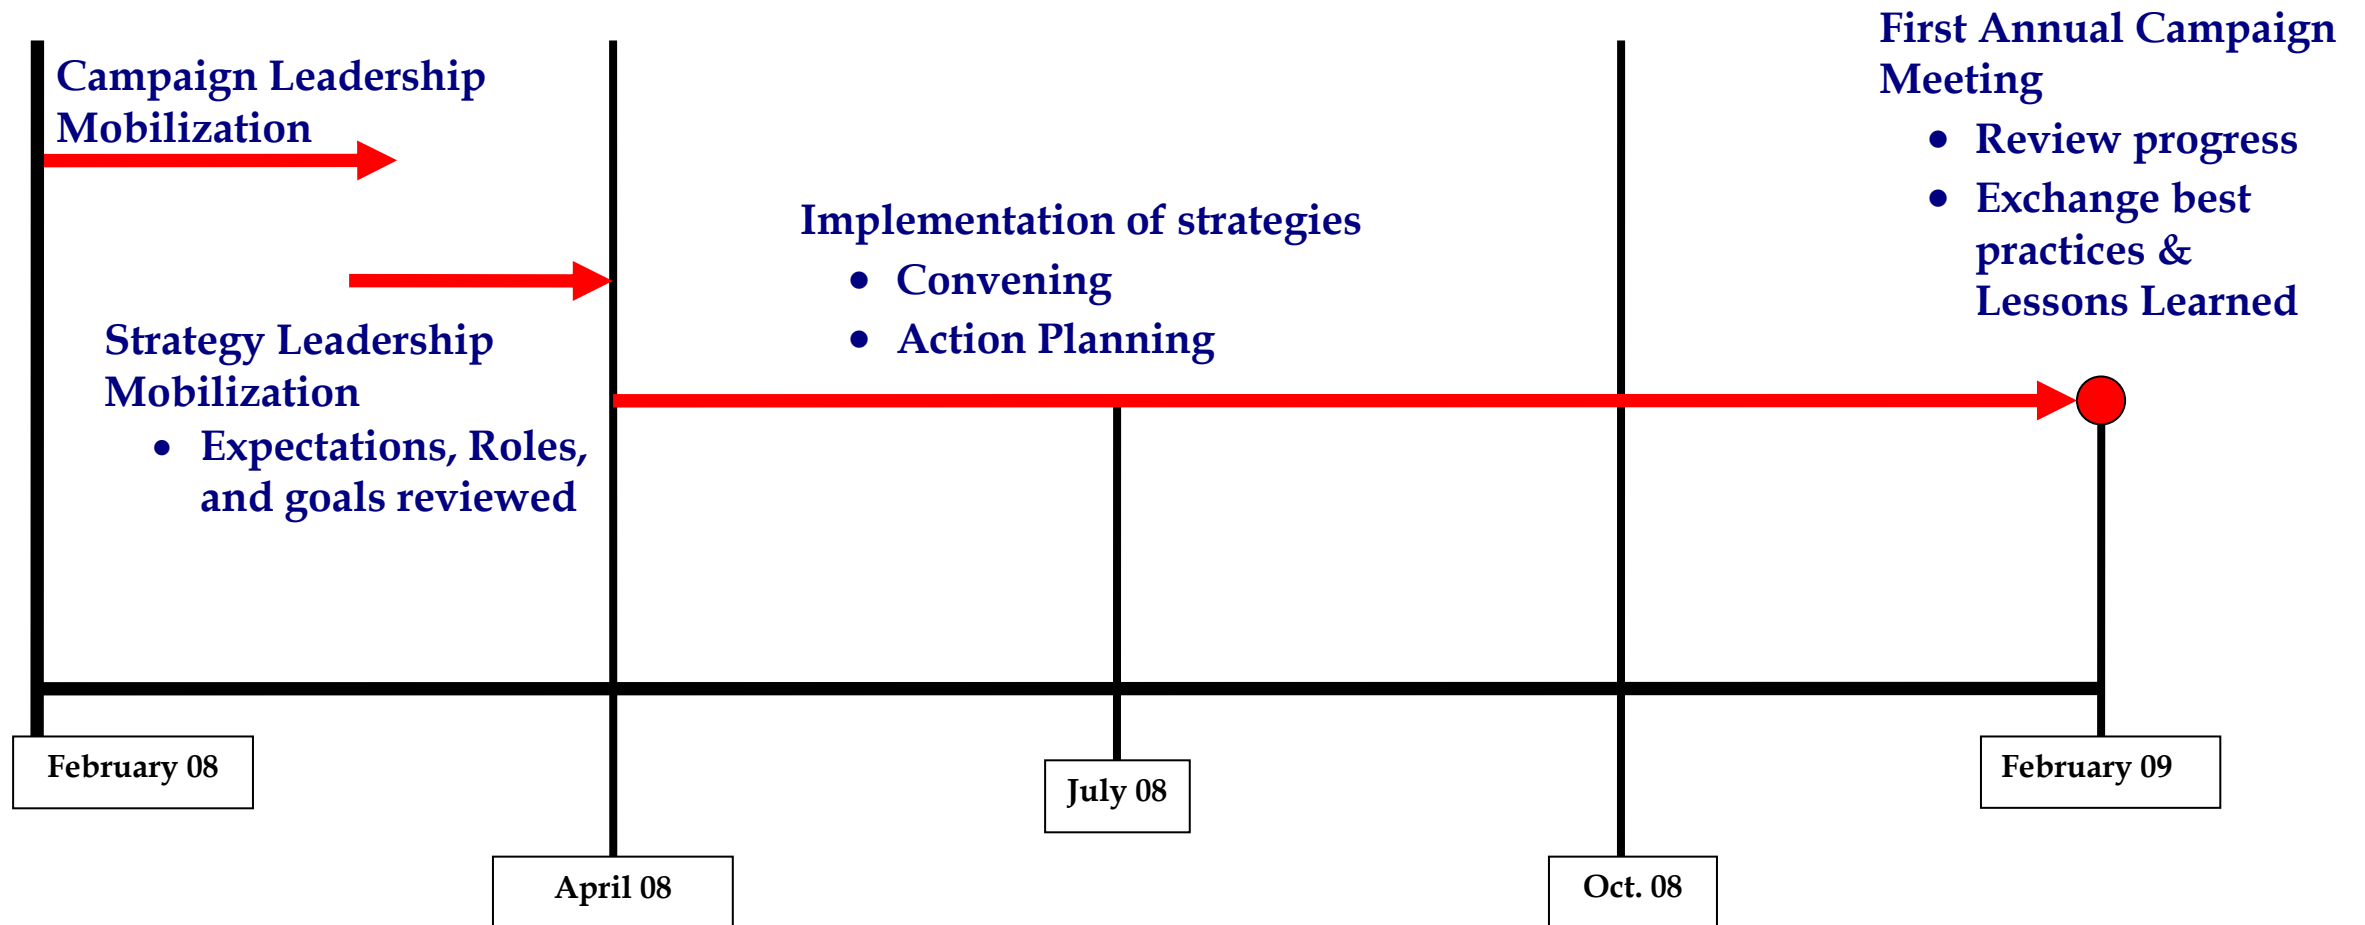 Campaign Leadership
Mobilization
Strategy Leadership
Mobilization
• Expectations, Roles,
and goals reviewed
Implementation of strategies
• Convening
• Action Planning
First Annual Campaign
Meeting
• Review progress
• Exchange best
practices &
Lessons Learned
February 08
April 08
July 08
Oct. 08
February 09